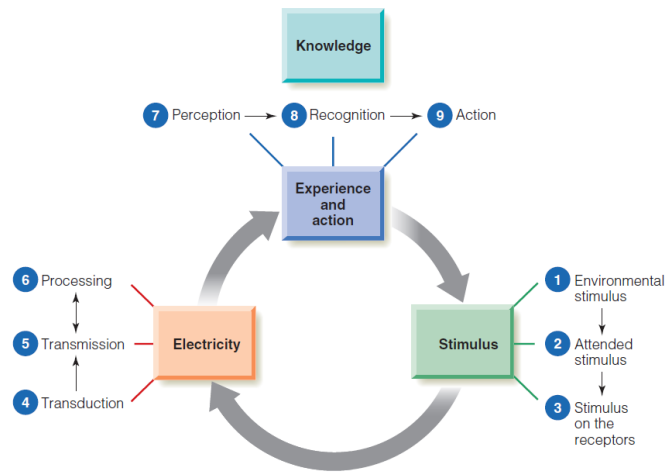 Knowledge
7 Perception 8 Recognition 9 Action
Experience
and
action
6 Processing
5 Transmission
4 Transduction
Electricity
Stimulus
1 Environmental
stimulus
2 Attended
stimulus
3 Stimulus
on the
receptors